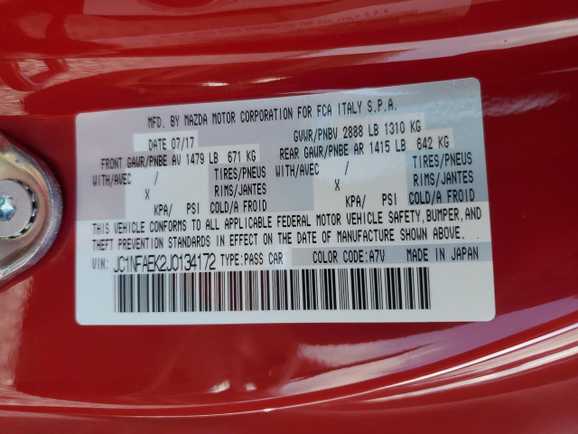 MFD. BY MAZDA MOTOR CORPORATION FOR FCA ITALY S.P.A.
DATE 07/17 GVWR/PNBV 2888 LB 1310 KG
FRONT GAWR/PNBE AV 1479 LB 671 KG REAR GAWR/PNBE AR 1415 LB 642 KG
WITH/AVEC / TIRES/PNEUS WITH/AVEC / TIRES/PNEUS
X RIMS/JANTES X RIMS/JANTES
KPA/ PSI COLD/A FROID KPA/ PSI COLD/A FROID
THIS VEHICLE CONFORMS TO ALL APPLICABLE FEDERAL MOTOR VEHICLE SAFETY, BUMPER, AND
THEFT PREVENTION STANDARDS IN EFFECT ON THE DATE OF MANUFACTURE SHOWN ABOVE.
VIN: JC1NFAEK2J0134172 TYPE: PASS CAR COLOR CODE: A7V MADE IN JAPAN